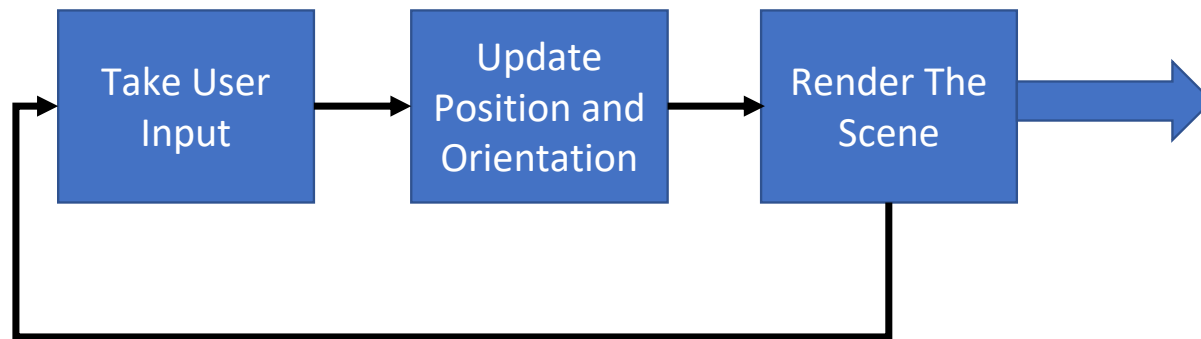 Take User
Input
Update
Position and
Orientation
Render The
Scene